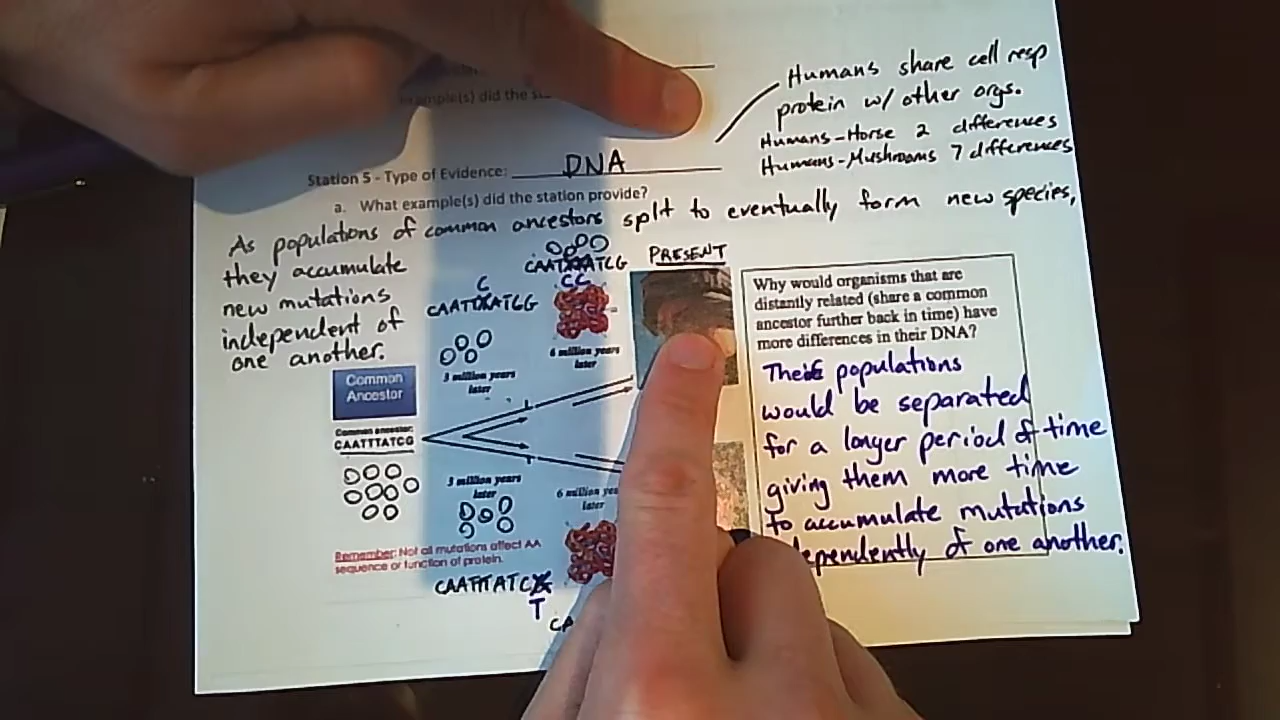 Humans share cell resp
protein w/ other orgs.
Humans-Horse 2 differences
Humans-Mushrooms 7 differences
example(s) did the
Station 5 - Type of Evidence: DNA
a. What example(s) did the station provide?
As populations of common ancestors split to eventually form new species,
they accumulate
new mutations
independent of
one another.
PRESENT
C
CC
3 million years
later
6 million years
later
Common
Ancestor
Common ancestor:
CAATTTATCG
3 million years
later
6 million
later
Remember: Not all mutations affect AA
sequence or function of protein.
T
Why would organisms that are
distantly related (share a common
ancestor further back in time) have
more differences in their DNA?
populations
would be separated
for a longer period of time
giving them more time
to accumulate mutations
dependently of one another.